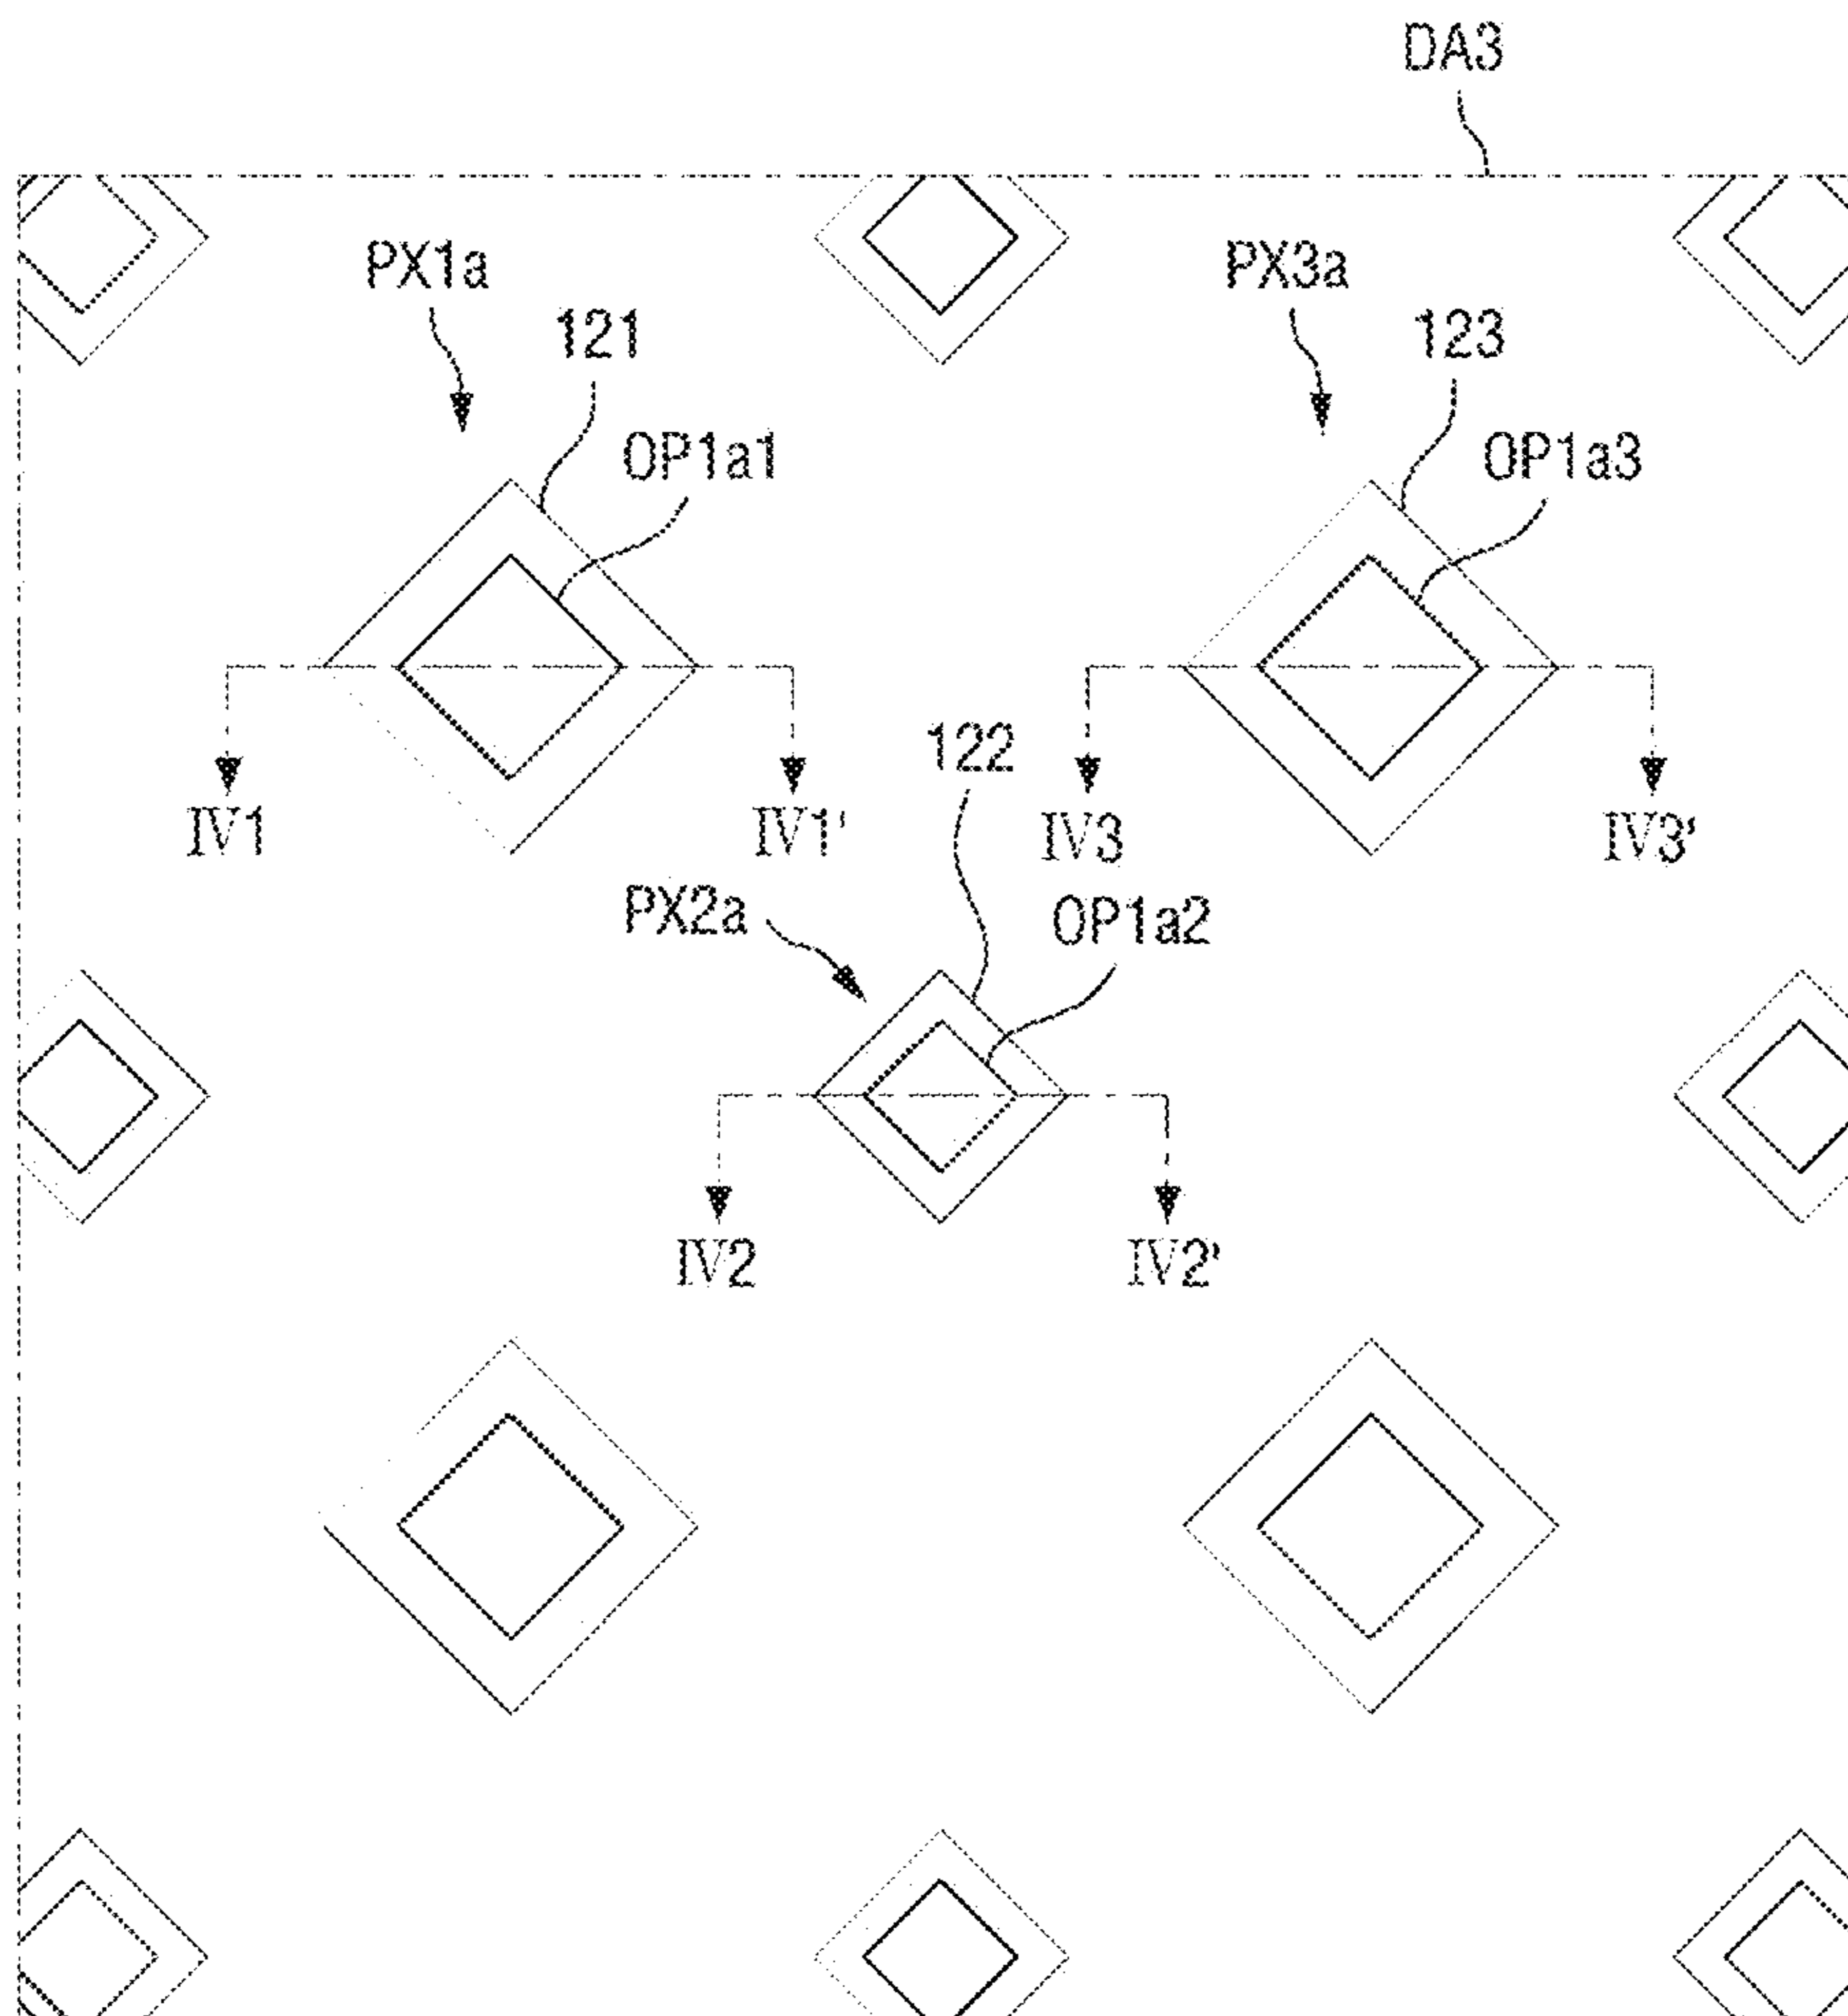 DA3
PX1a
PX3a
121
123
OP1a1
OP1a3
122
IV1
IV1'
IV3
IV3'
PX2a
OP1a2
IV2
IV2'